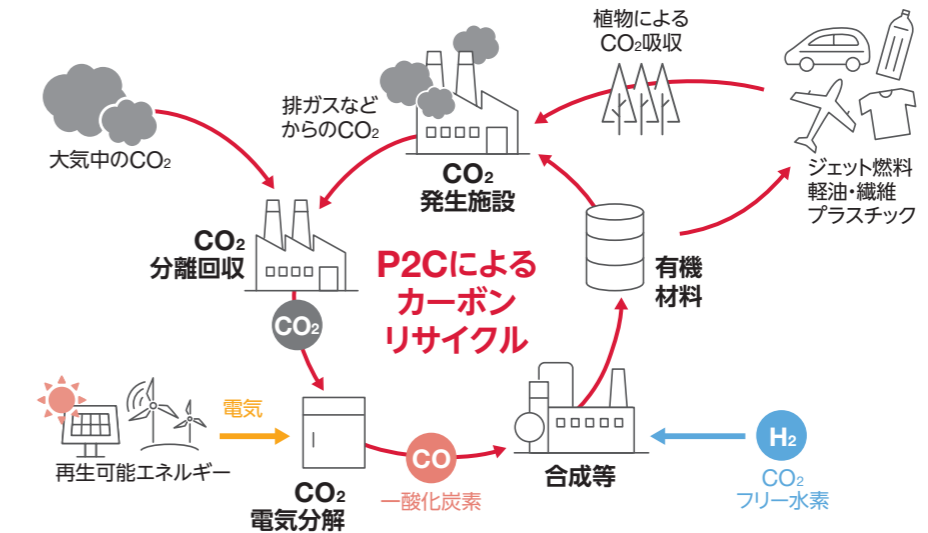 植物による
CO₂吸収
排ガスなど
からのCO₂
大気中のCO₂
CO₂
発生施設
ジェット燃料
軽油・繊維
プラスチック
CO₂
分離回収
P2Cによる
カーボン
リサイクル
有機
材料
CO₂
電気
再生可能エネルギー
CO₂
電気分解
CO
一酸化炭素
合成等
H₂
CO₂
フリー水素